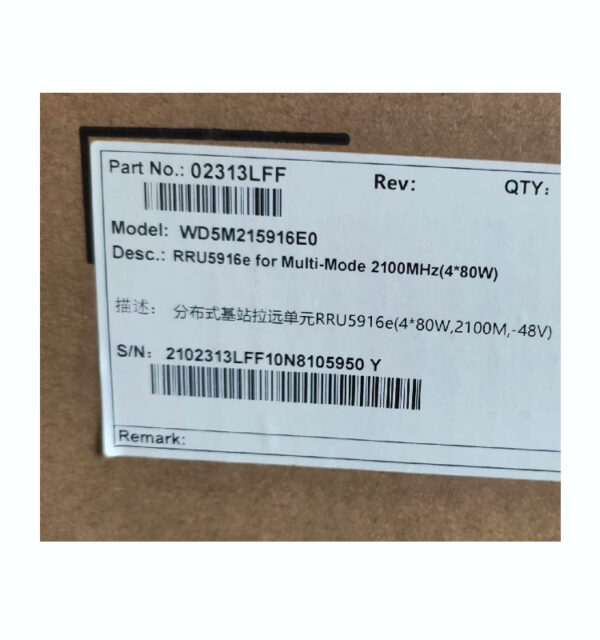 Part No.: 02313LFF Rev: QTY:
Model: WD5M215916E0
Desc.: RRU5916e for Multi-Mode 2100MHz(4*80W)
描述: 分布式基站拉远单元RRU5916e(4*80W,2100M,-48V)
S/N: 2102313LFF10N8105950 Y
Remark: